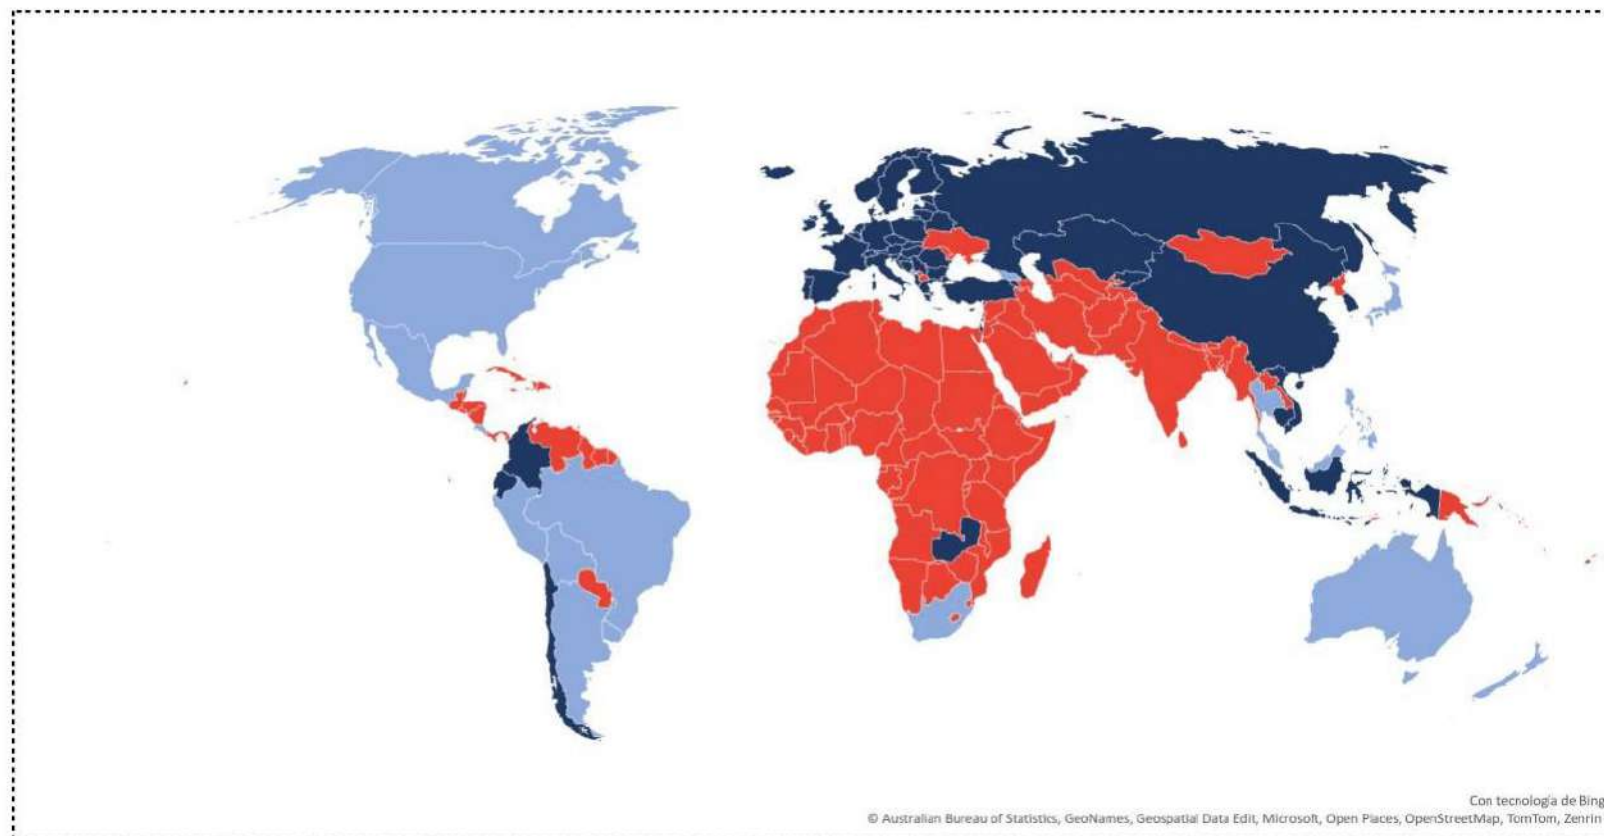 Con tecnología de Bing
© Australian Bureau of Statistics, GeoNames, Geospatial Data Edit, Microsoft, Open Places, OpenStreetMap, TomTom, Zenrin